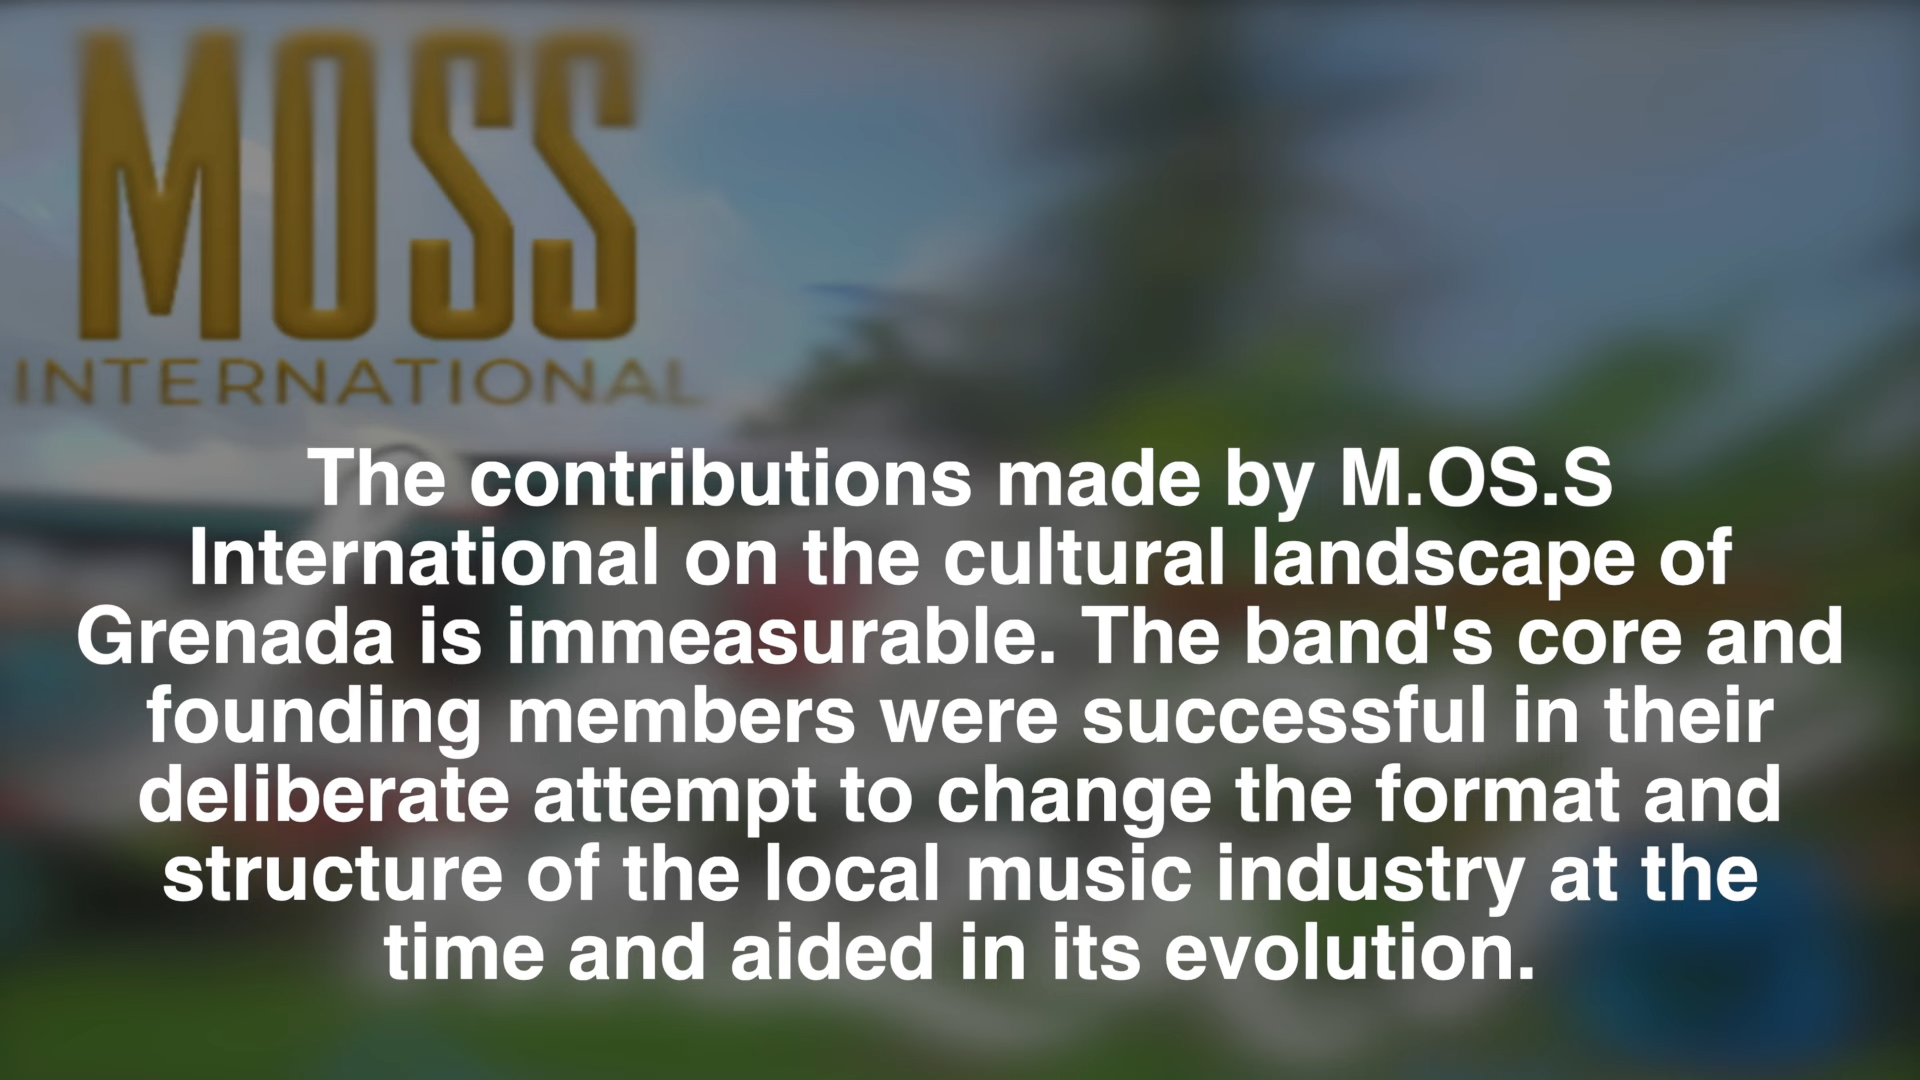 MOSS
INTERNATIONAL
The contributions made by M.OS.S
International on the cultural landscape of
Grenada is immeasurable. The band's core and
founding members were successful in their
deliberate attempt to change the format and
structure of the local music industry at the
time and aided in its evolution.